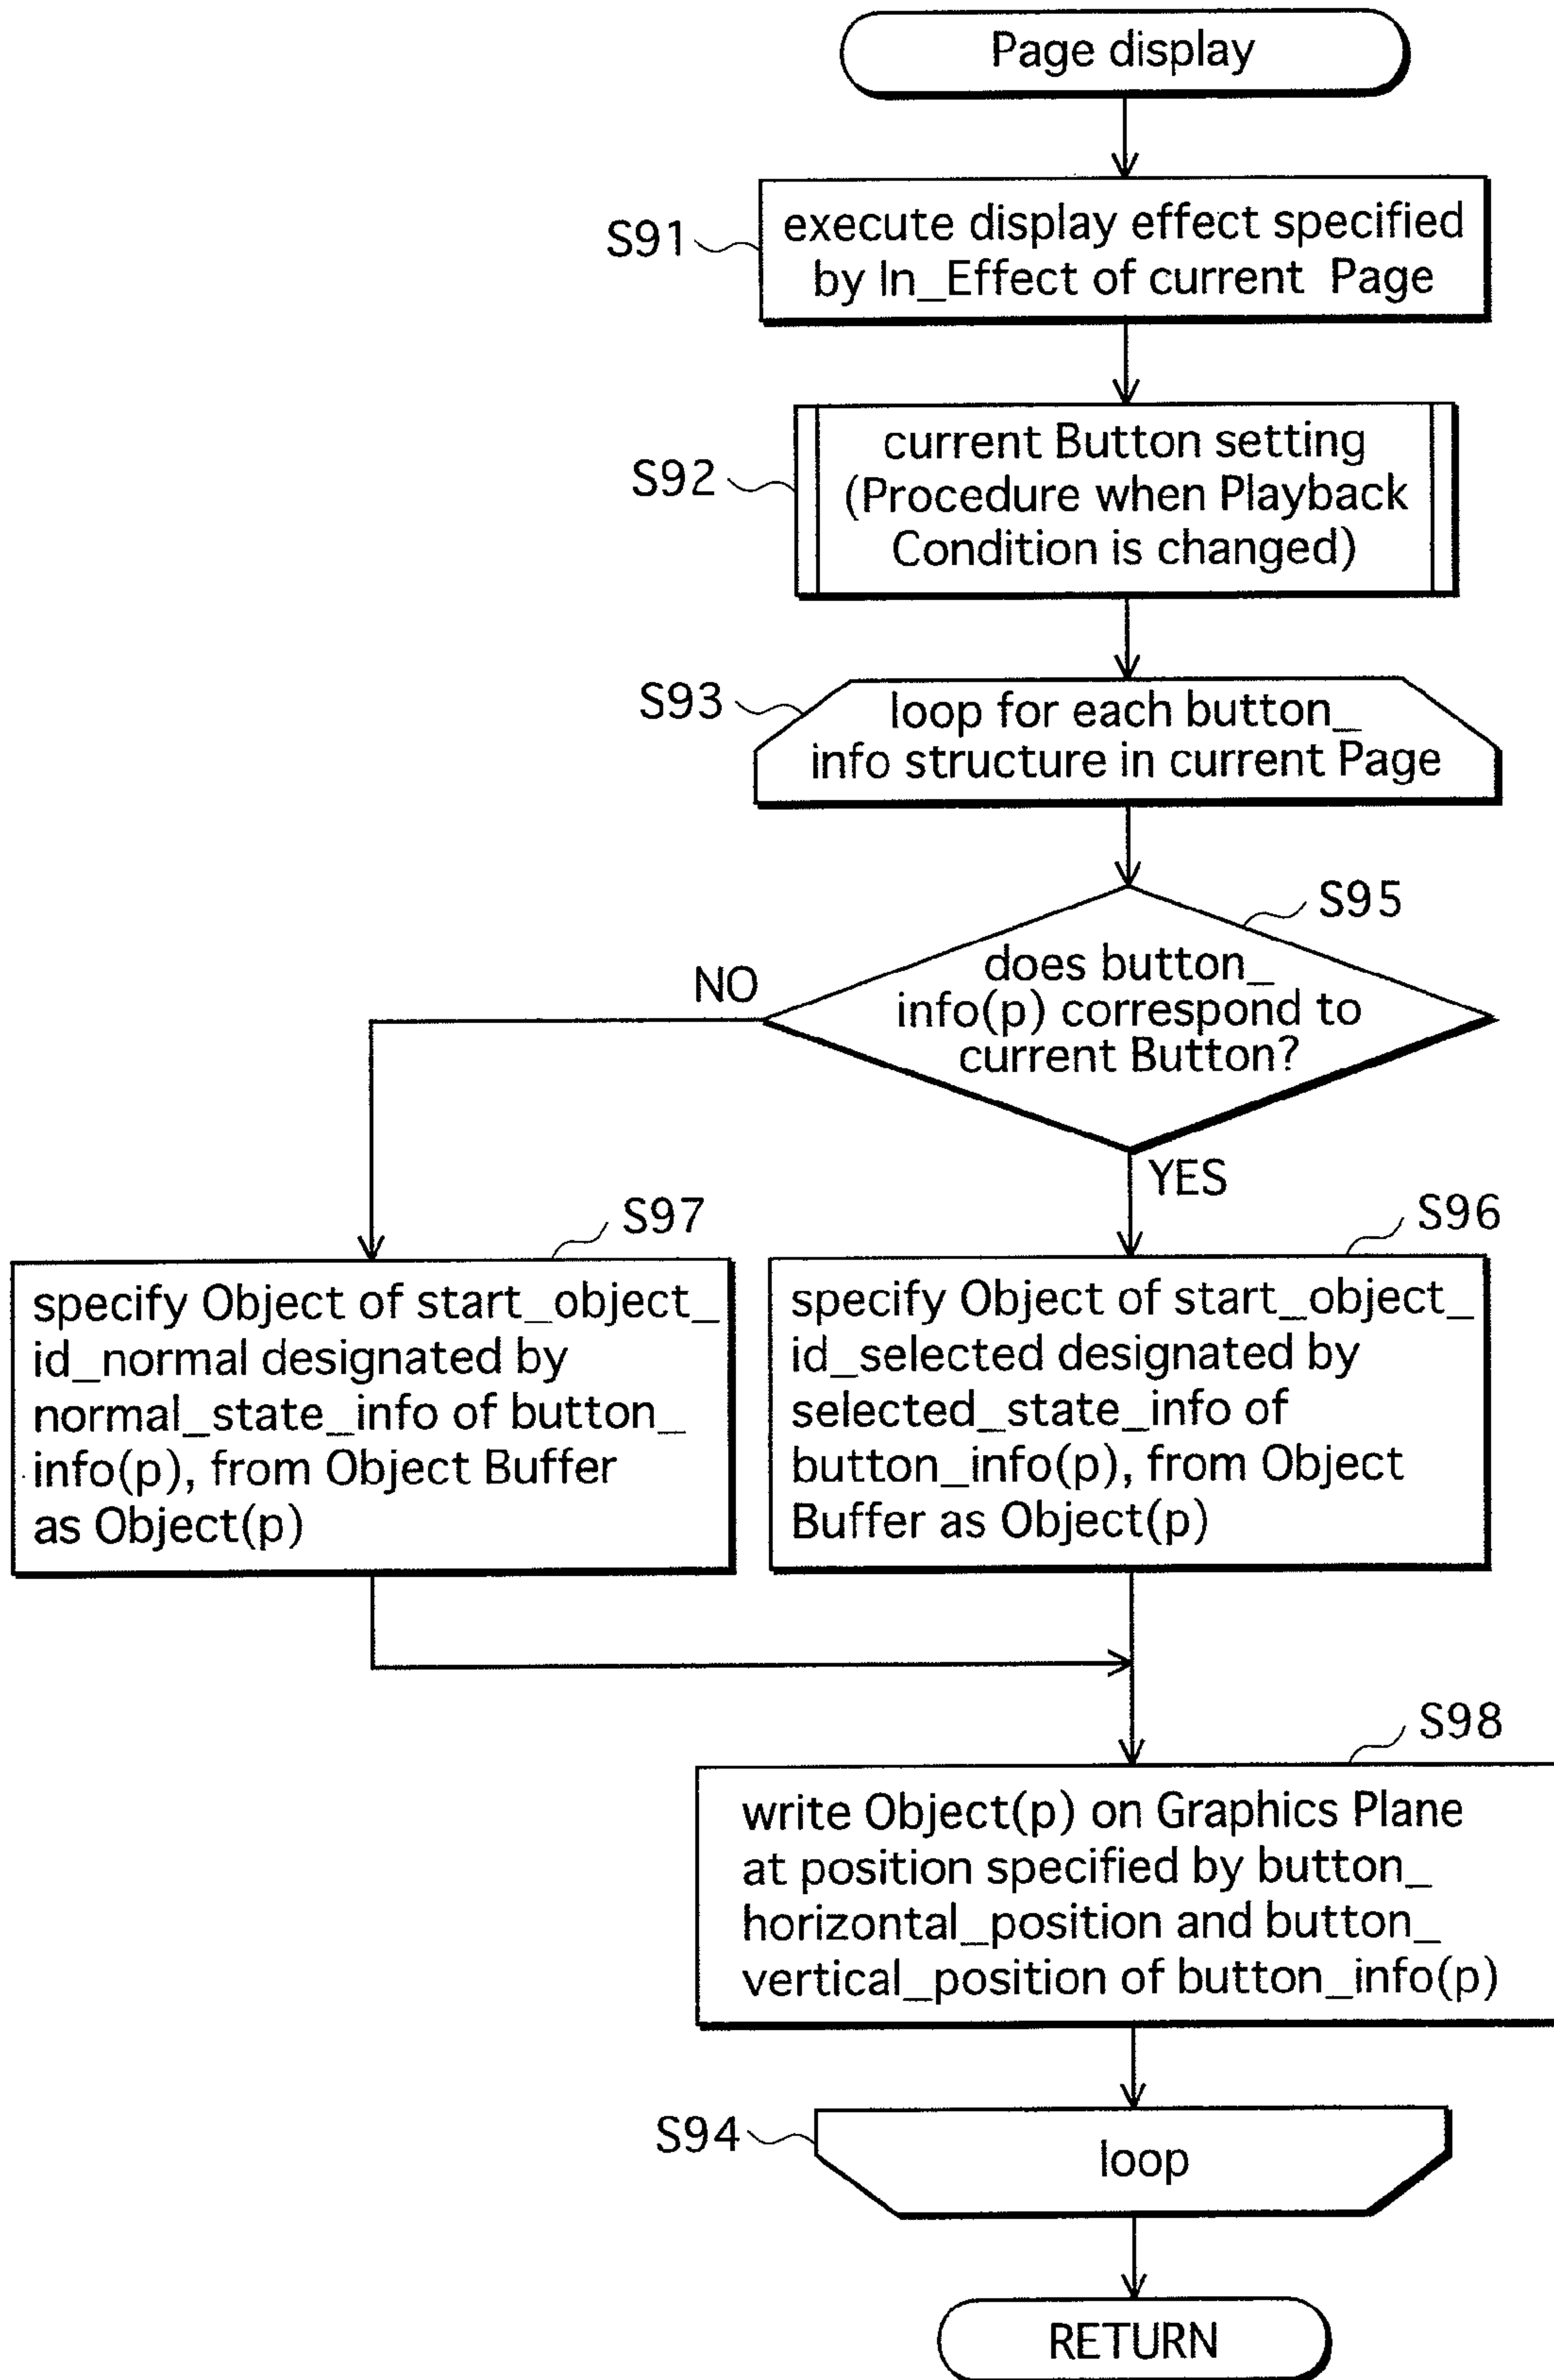 Page display
S91
execute display effect specified
by In_Effect of current Page
S92
current Button setting
(Procedure when Playback
Condition is changed)
S93
loop for each button_
info structure in current Page
S95
does button_
info(p) correspond to
current Button?
NO
YES
S97
specify Object of start_object_
id_normal designated by
normal_state_info of button_
info(p), from Object Buffer
as Object(p)
S96
specify Object of start_object_
id_selected designated by
selected_state_info of
button_info(p), from Object
Buffer as Object(p)
S98
write Object(p) on Graphics Plane
at position specified by button_
horizontal_position and button_
vertical_position of button_info(p)
S94
loop
RETURN